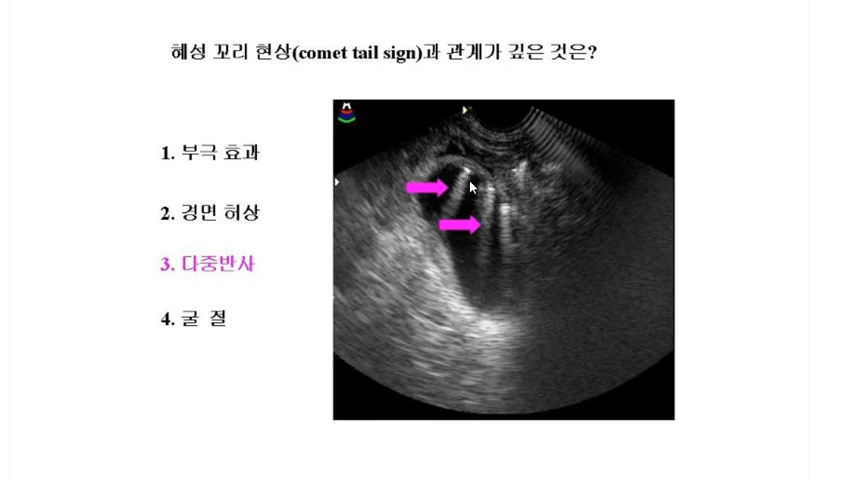 혜성 꼬리 현상(comet tail sign)과 관계가 깊은 것은?
1. 부극 효과
2. 경면 허상
3. 다중반사
4. 굴 절